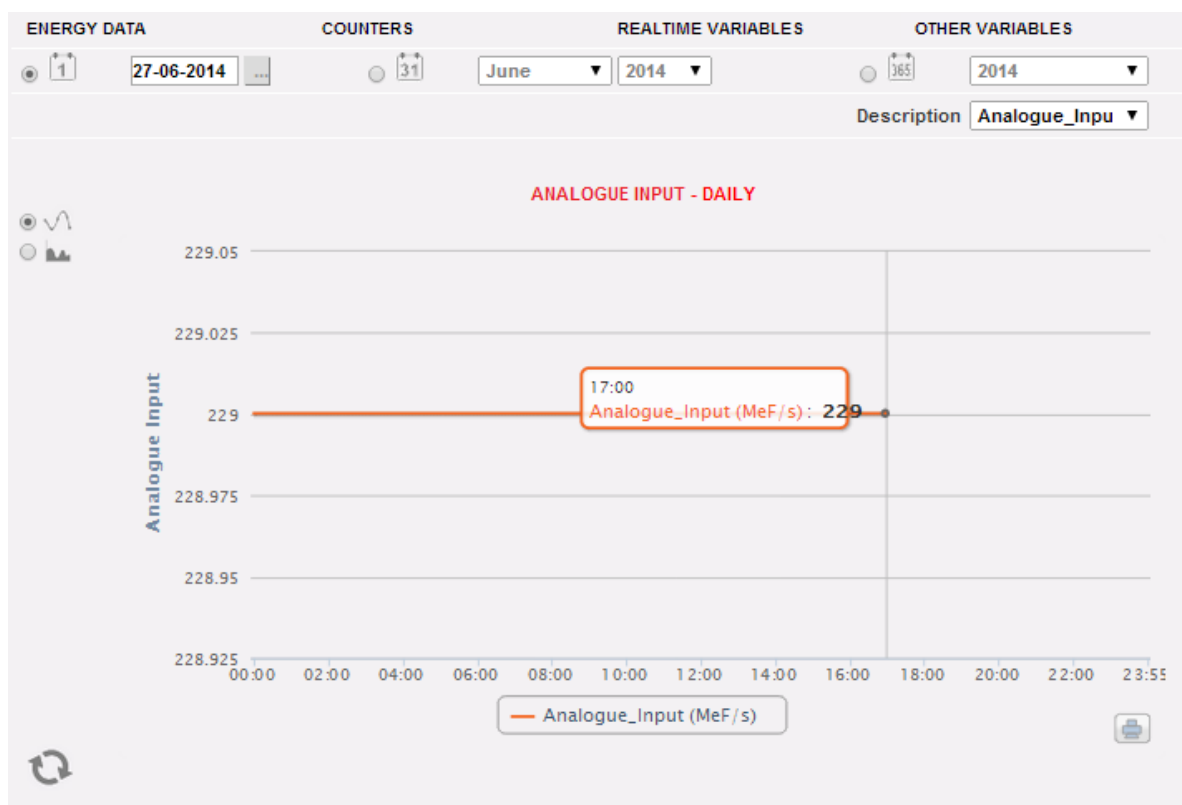 ENERGY DATA COUNTERS REALTIME VARIABLES OTHER VARIABLES
1 27-06-2014 ... 31 June 2014 365 2014
Description Analogue_Inpu
ANALOGUE INPUT - DAILY
229.05
229.025
229
228.975
228.95
228.925
Analogue Input
17:00
Analogue_Input (MeF/s): 229
00:00 02:00 04:00 06:00 08:00 10:00 12:00 14:00 16:00 18:00 20:00 22:00 23:55
Analogue_Input (MeF/s)